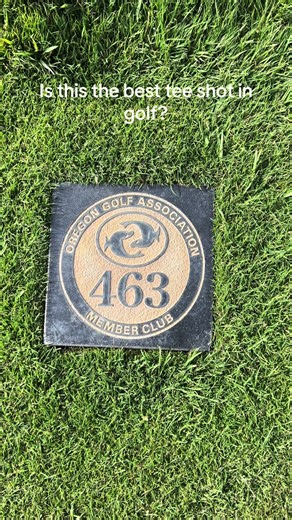 Is this the best tee shot in
golf?
OREGON GOLF ASSOCIATION
463
MEMBER CLUB